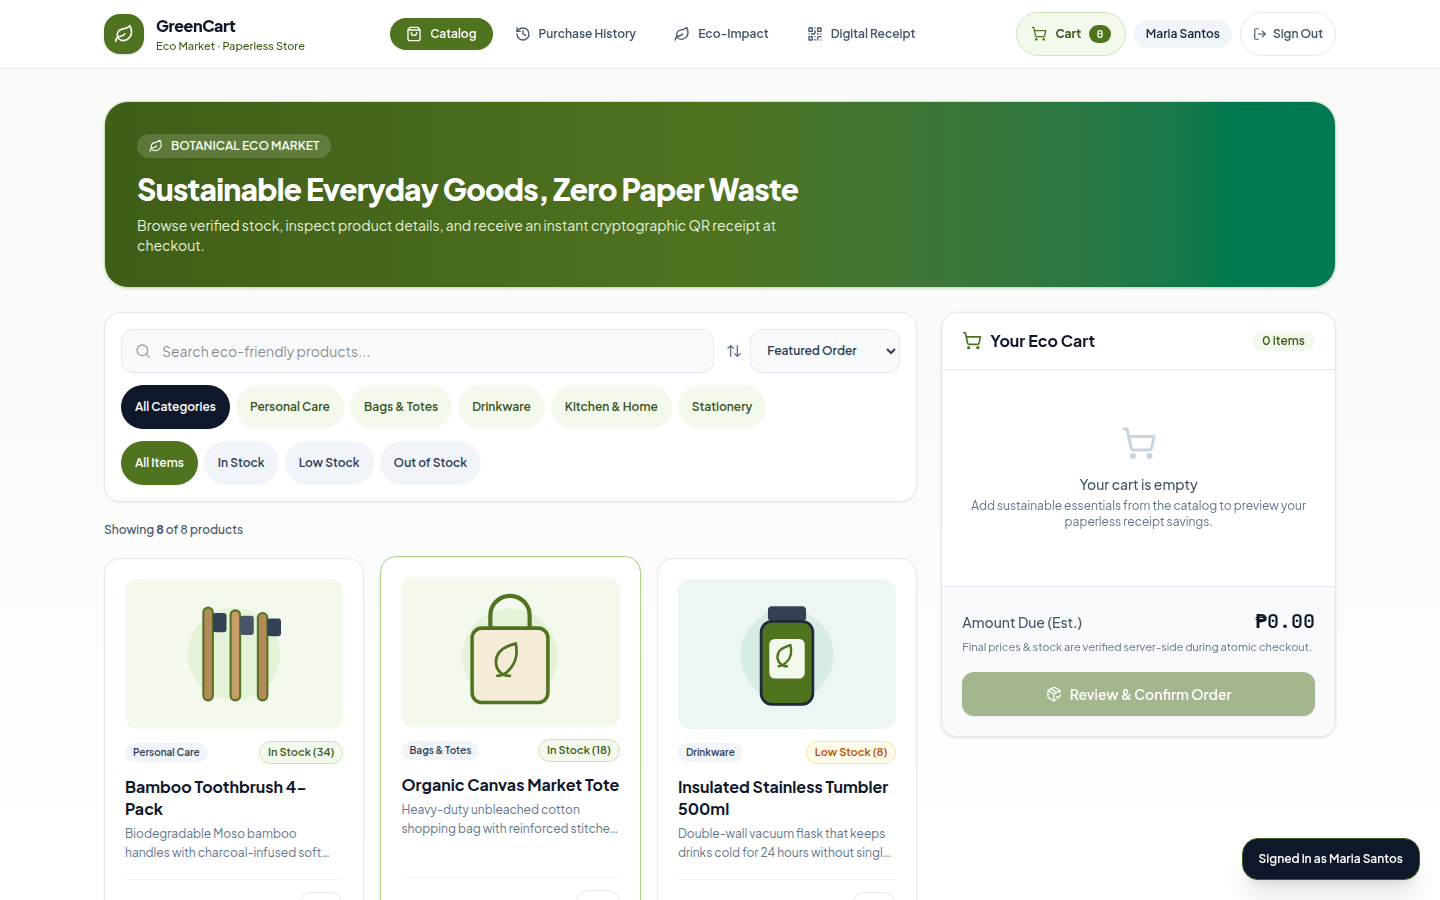 GreenCart
Eco Market · Paperless Store
Catalog
Purchase History
Eco-Impact
Digital Receipt
Cart 0
Maria Santos
Sign Out
BOTANICAL ECO MARKET
Sustainable Everyday Goods, Zero Paper Waste
Browse verified stock, inspect product details, and receive an instant cryptographic QR receipt at
checkout.
Search eco-friendly products...
Featured Order
All Categories
Personal Care
Bags & Totes
Drinkware
Kitchen & Home
Stationery
All Items
In Stock
Low Stock
Out of Stock
Showing 8 of 8 products
Personal Care
In Stock (34)
Bamboo Toothbrush 4-
Pack
Biodegradable Moso bamboo
handles with charcoal-infused soft...
Bags & Totes
In Stock (18)
Organic Canvas Market Tote
Heavy-duty unbleached cotton
shopping bag with reinforced stitche...
Drinkware
Low Stock (8)
Insulated Stainless Tumbler
500ml
Double-wall vacuum flask that keeps
drinks cold for 24 hours without singl...
Your Eco Cart
0 items
Your cart is empty
Add sustainable essentials from the catalog to preview your
paperless receipt savings.
Amount Due (Est.)
₱0.00
Final prices & stock are verified server-side during atomic checkout.
Review & Confirm Order
Signed in as Maria Santos